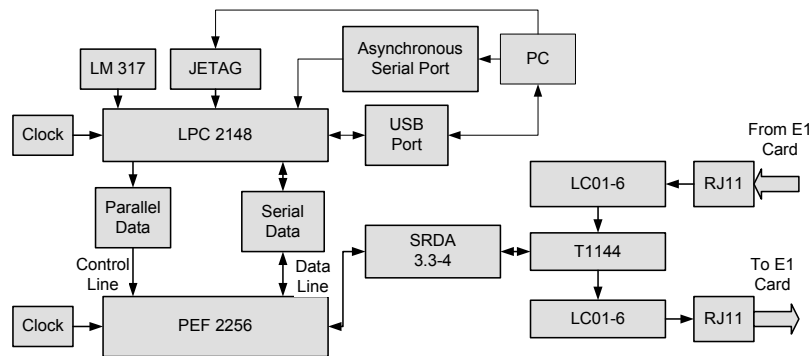 LM 317
JETAG
Asynchronous
Serial Port
PC
Clock
LPC 2148
USB
Port
From E1
Card
LC01-6
RJ11
Parallel
Data
Serial
Data
SRDA
3.3-4
T1144
Control
Line
Data
Line
To E1
Card
Clock
PEF 2256
LC01-6
RJ11